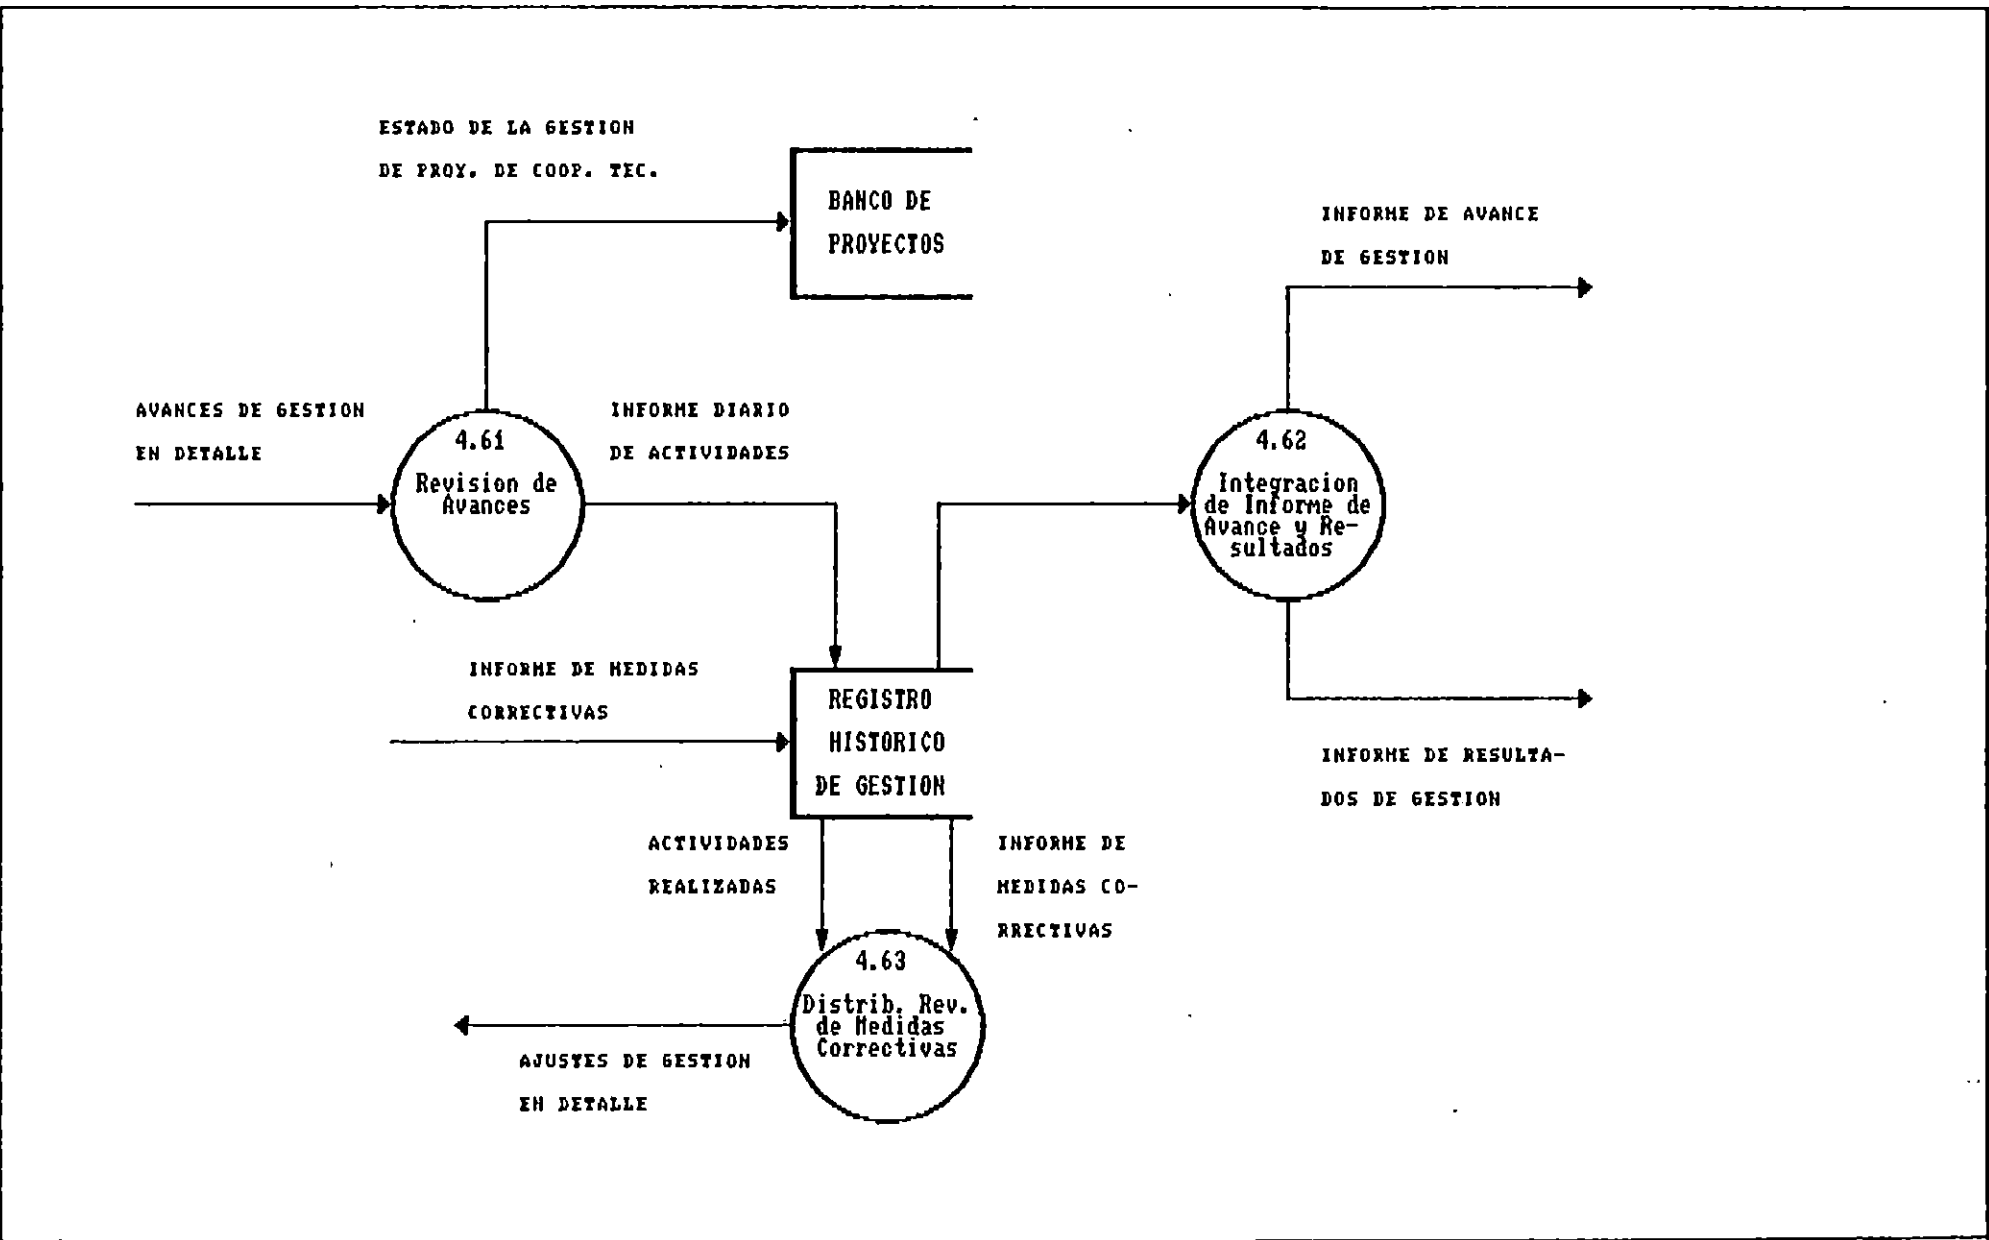 ESTADO DE LA GESTION
DE PROY. DE COOP. TEC.
BANCO DE
PROYECTOS
INFORME DE AVANCE
DE GESTION
AVANCES DE GESTION
EN DETALLE
4.61
Revision de
Avances
INFORME DIARIO
DE ACTIVIDADES
4.62
Integracion
de Informe de
Avance y Re-
sultados
INFORME DE MEDIDAS
CORRECTIVAS
REGISTRO
HISTORICO
DE GESTION
INFORME DE RESULTA-
DOS DE GESTION
ACTIVIDADES
REALIZADAS
INFORME DE
MEDIDAS CO-
RRECTIVAS
4.63
Distrib. Rev.
de Medidas
Correctivas
AJUSTES DE GESTION
EN DETALLE